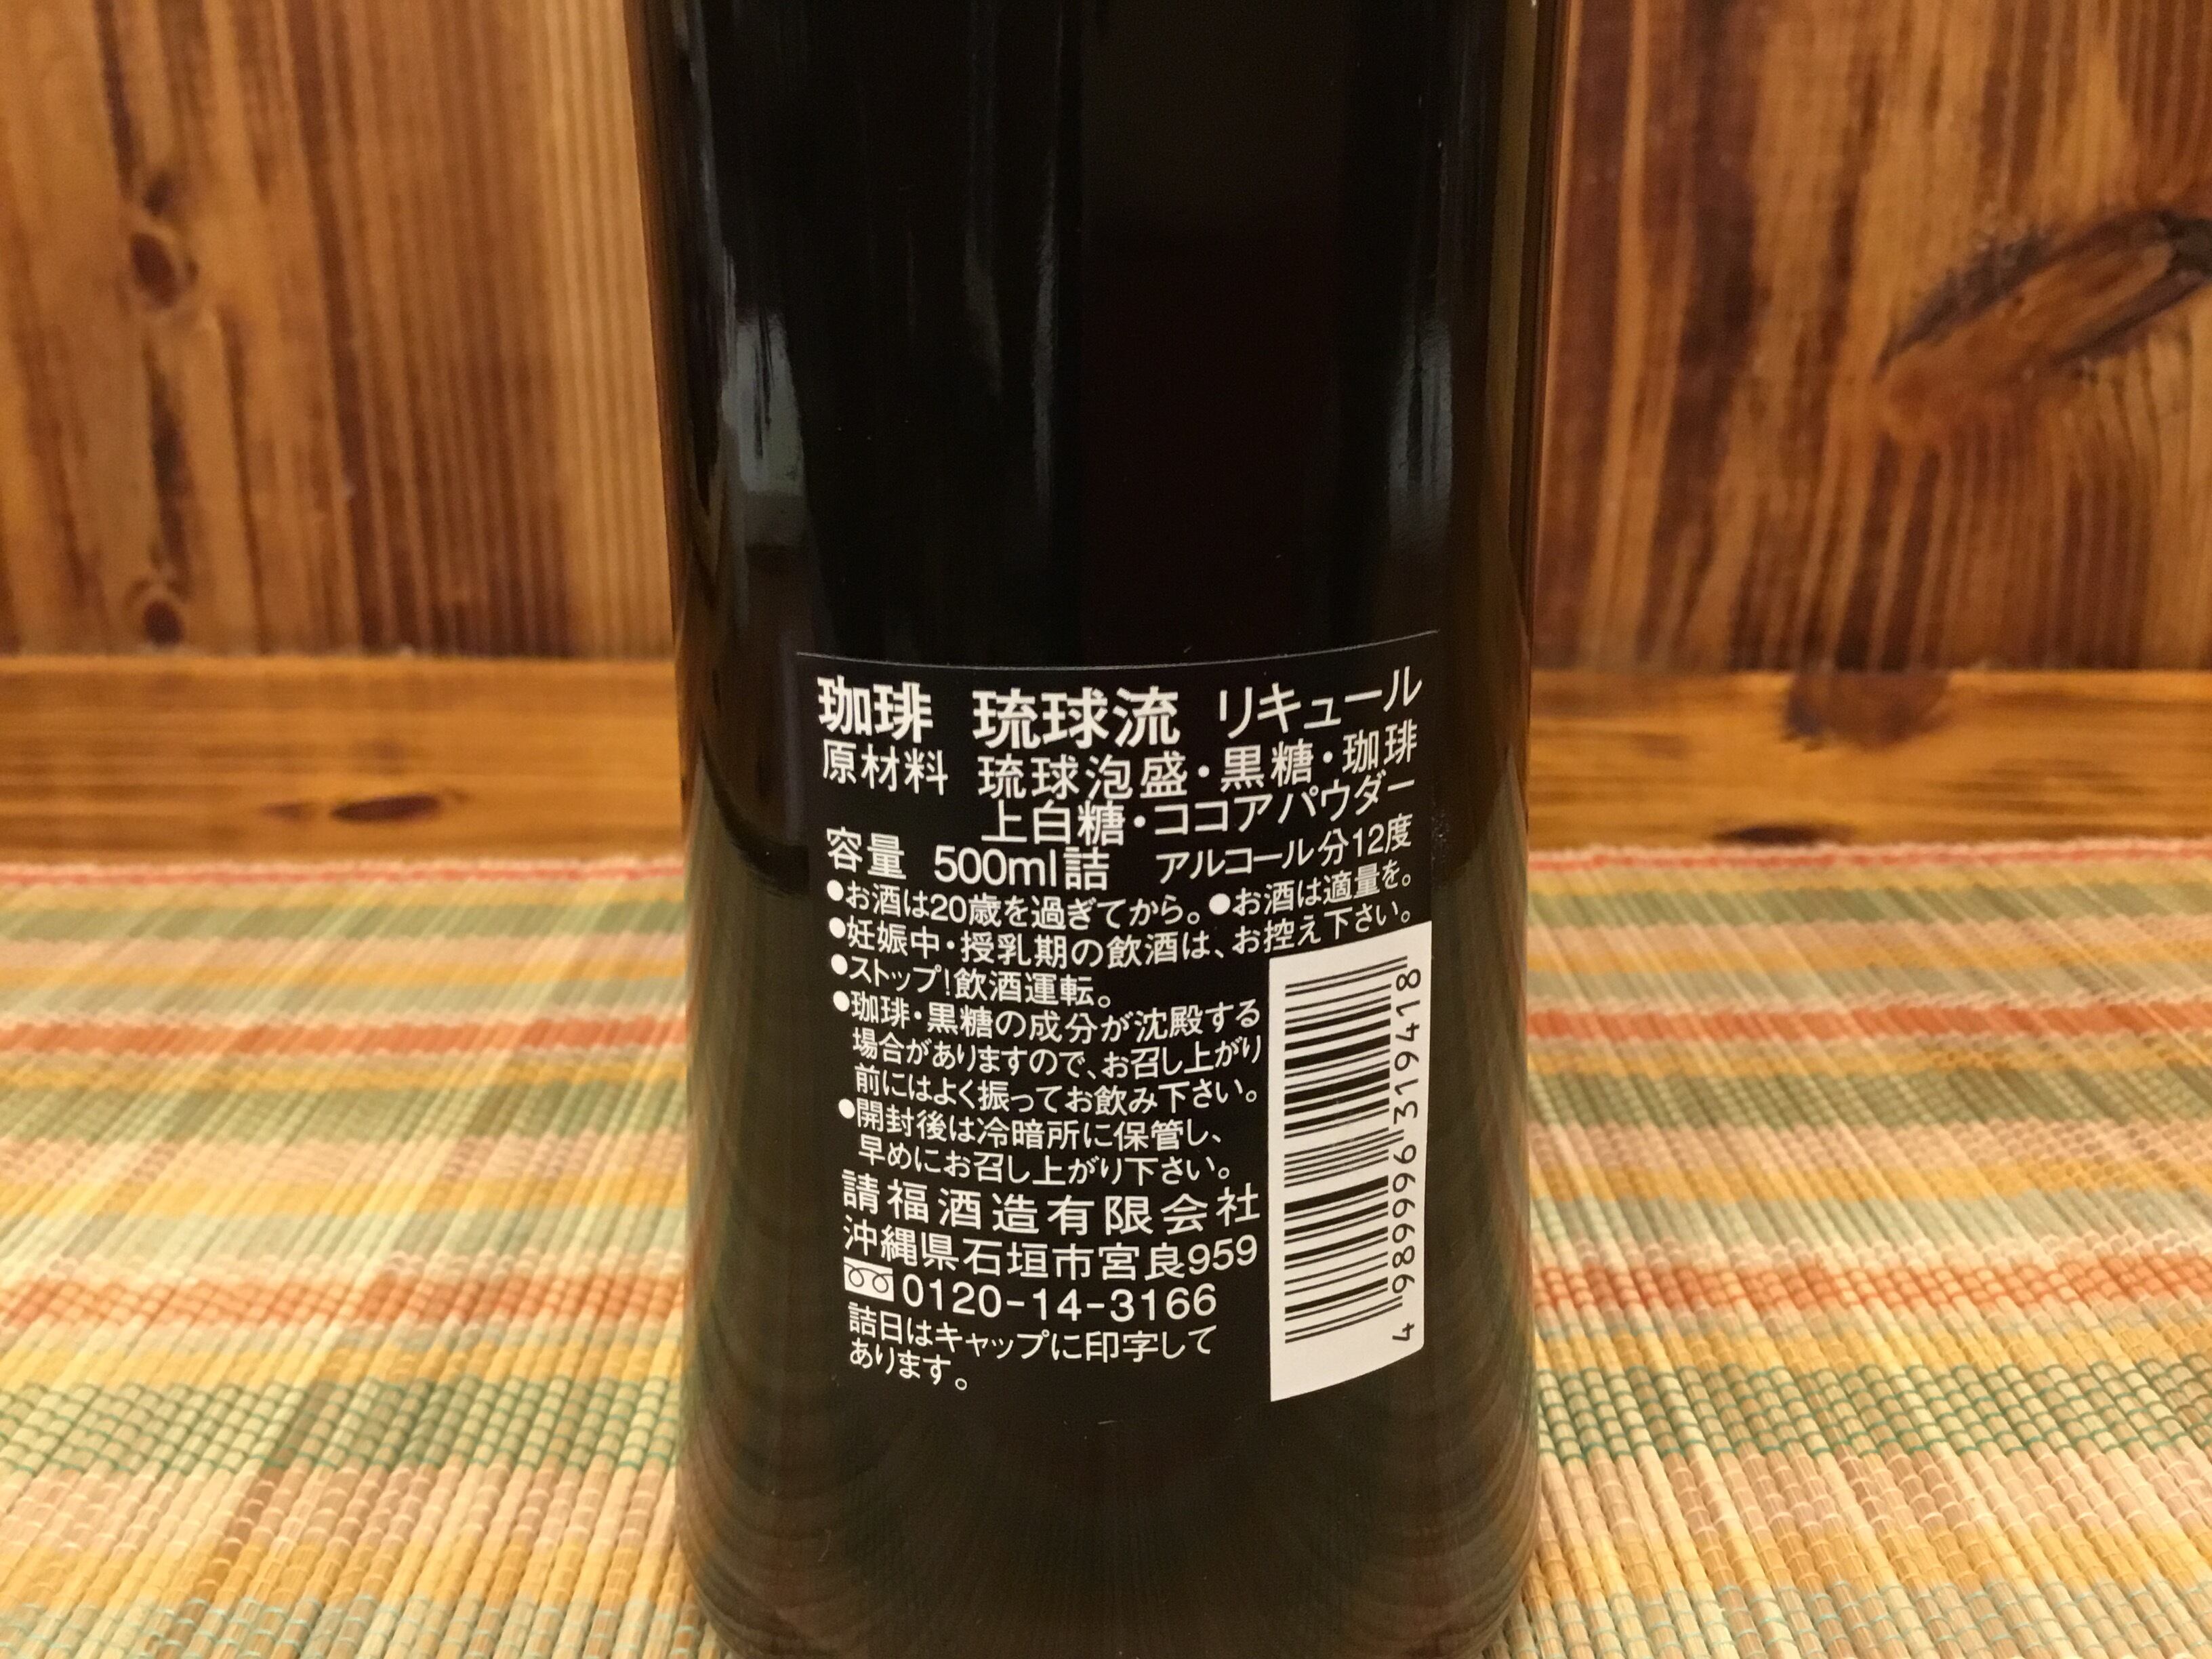 珈琲 琉球流 リキュール
原材料 琉球泡盛・黒糖・珈琲
上白糖・ココアパウダー
容量 500ml詰 アルコール分12度
●お酒は20歳を過ぎてから。●お酒は適量を。
●妊娠中・授乳期の飲酒は、お控え下さい。
●ストップ!飲酒運転。
●珈琲・黒糖の成分が沈殿する
場合がありますので、お召し上がり
前にはよく振ってお飲み下さい。
●開封後は冷暗所に保管し、
早めにお召し上がり下さい。
請福酒造有限会社
沖縄県石垣市宮良959
0120-14-3166
詰日はキャップに印字して
あります。
4 989996 319418